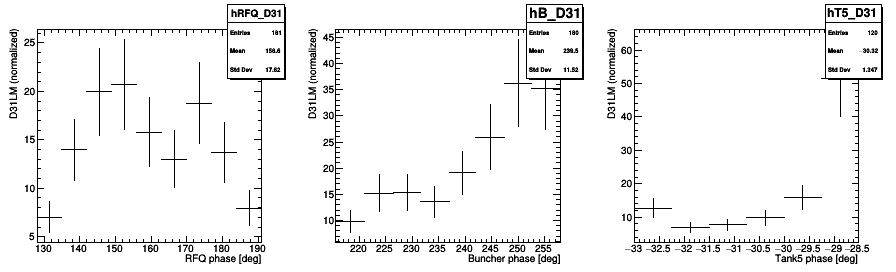 hRFQ_D31
Entries 181
Mean 158.6
Std Dev 17.62
D31LM (normalized)
25
20
15
10
5
130 140 150 160 170 180 190
RFQ phase [deg]
hB_D31
Entries 180
Mean 239.5
Std Dev 11.52
D31LM (normalized)
45
40
35
30
25
20
15
10
220 225 230 235 240 245 250 255
Buncher phase [deg]
hT5_D31
Entries 120
Mean -30.32
Std Dev 1.347
D31LM (normalized)
60
50
40
30
20
10
−33 −32.5 −32 −31.5 −31 −30.5 −30 −29.5 −29 −28.5
Tank5 phase [deg]